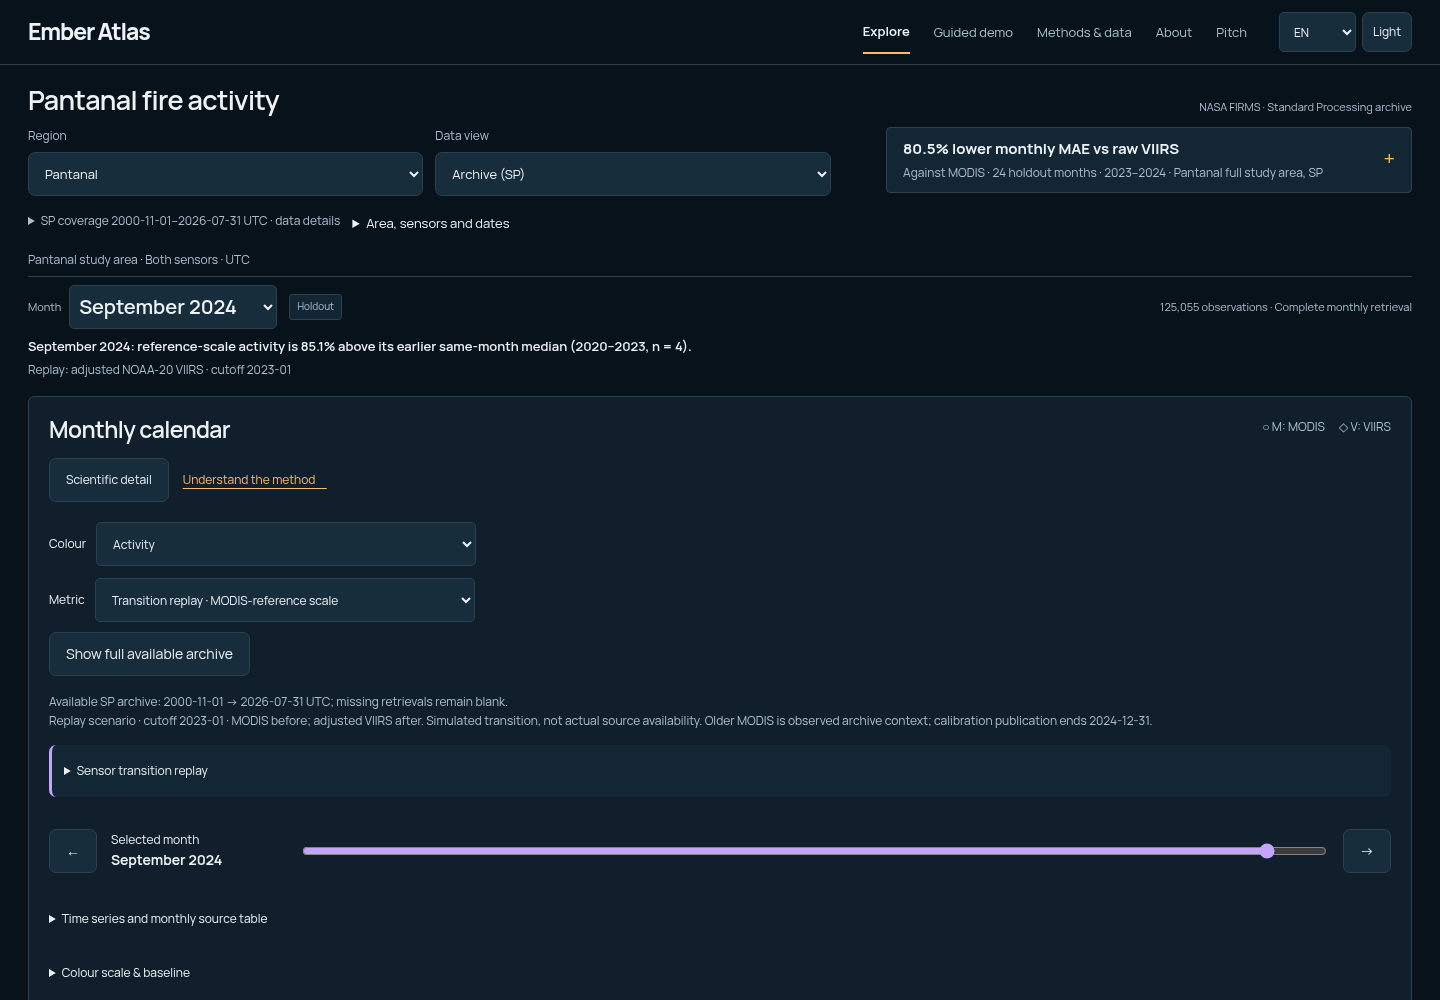 Ember Atlas
Explore
Guided demo
Methods & data
About
Pitch
EN
Light
Pantanal fire activity
NASA FIRMS · Standard Processing archive
Region
Data view
Pantanal
Archive (SP)
80.5% lower monthly MAE vs raw VIIRS
+
Against MODIS · 24 holdout months · 2023–2024 · Pantanal full study area, SP
SP coverage 2000-11-01–2026-07-31 UTC · data details
Area, sensors and dates
Pantanal study area · Both sensors · UTC
Month
September 2024
Holdout
125,055 observations · Complete monthly retrieval
September 2024: reference-scale activity is 85.1% above its earlier same-month median (2020–2023, n = 4).
Replay: adjusted NOAA-20 VIIRS · cutoff 2023-01
Monthly calendar
○ M: MODIS
◇ V: VIIRS
Scientific detail
Understand the method
Colour
Activity
Metric
Transition replay · MODIS-reference scale
Show full available archive
Available SP archive: 2000-11-01 → 2026-07-31 UTC; missing retrievals remain blank.
Replay scenario · cutoff 2023-01 · MODIS before; adjusted VIIRS after. Simulated transition, not actual source availability. Older MODIS is observed archive context; calibration publication ends 2024-12-31.
Sensor transition replay
←
Selected month
September 2024
→
Time series and monthly source table
Colour scale & baseline